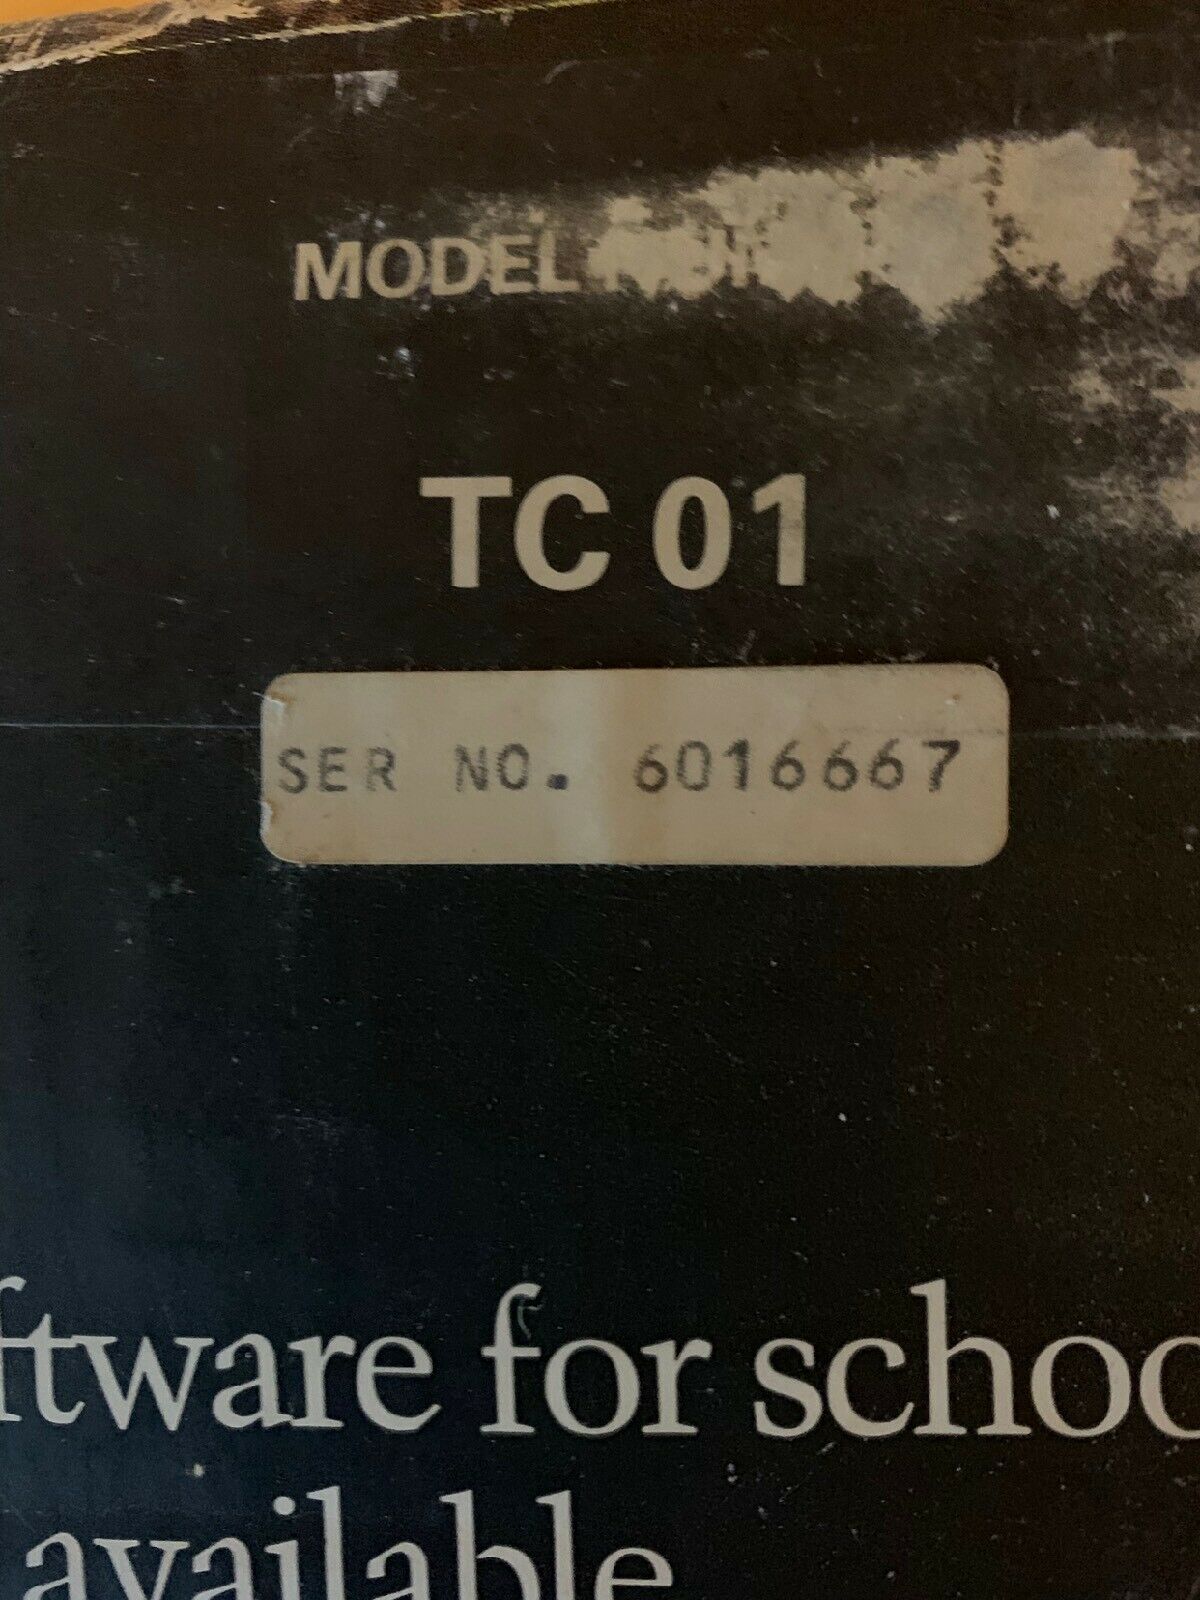 MODEL
TC 01
SER NO. 6016667
ftware for schoo
available